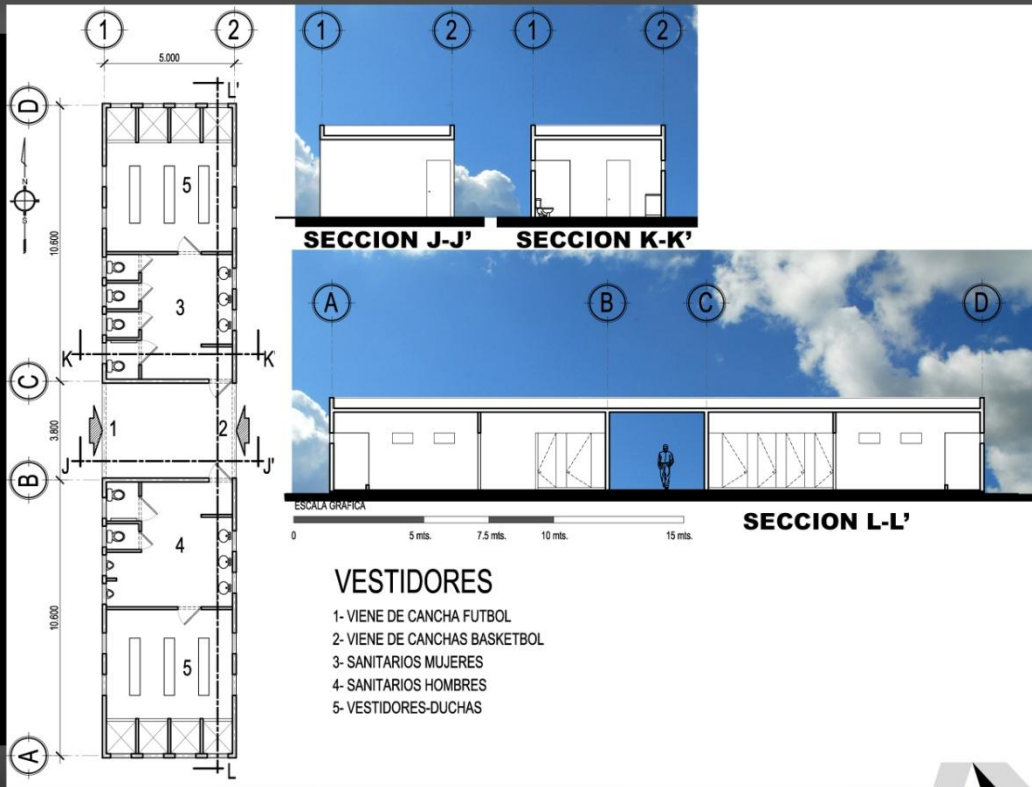 1
2
5.000
L'
D
N
S
10.600
5
3
K
K
C
3.800
1
2
J
J'
B
4
10.600
5
A
L
1
2
1
2
SECCION J-J'
SECCION K-K'
A
B
C
D
ESCALA GRAFICA
0
5 mts.
7.5 mts.
10 mts.
15 mts.
SECCION L-L'
VESTIDORES
1- VIENE DE CANCHA FUTBOL
2- VIENE DE CANCHAS BASKETBOL
3- SANITARIOS MUJERES
4- SANITARIOS HOMBRES
5- VESTIDORES-DUCHAS